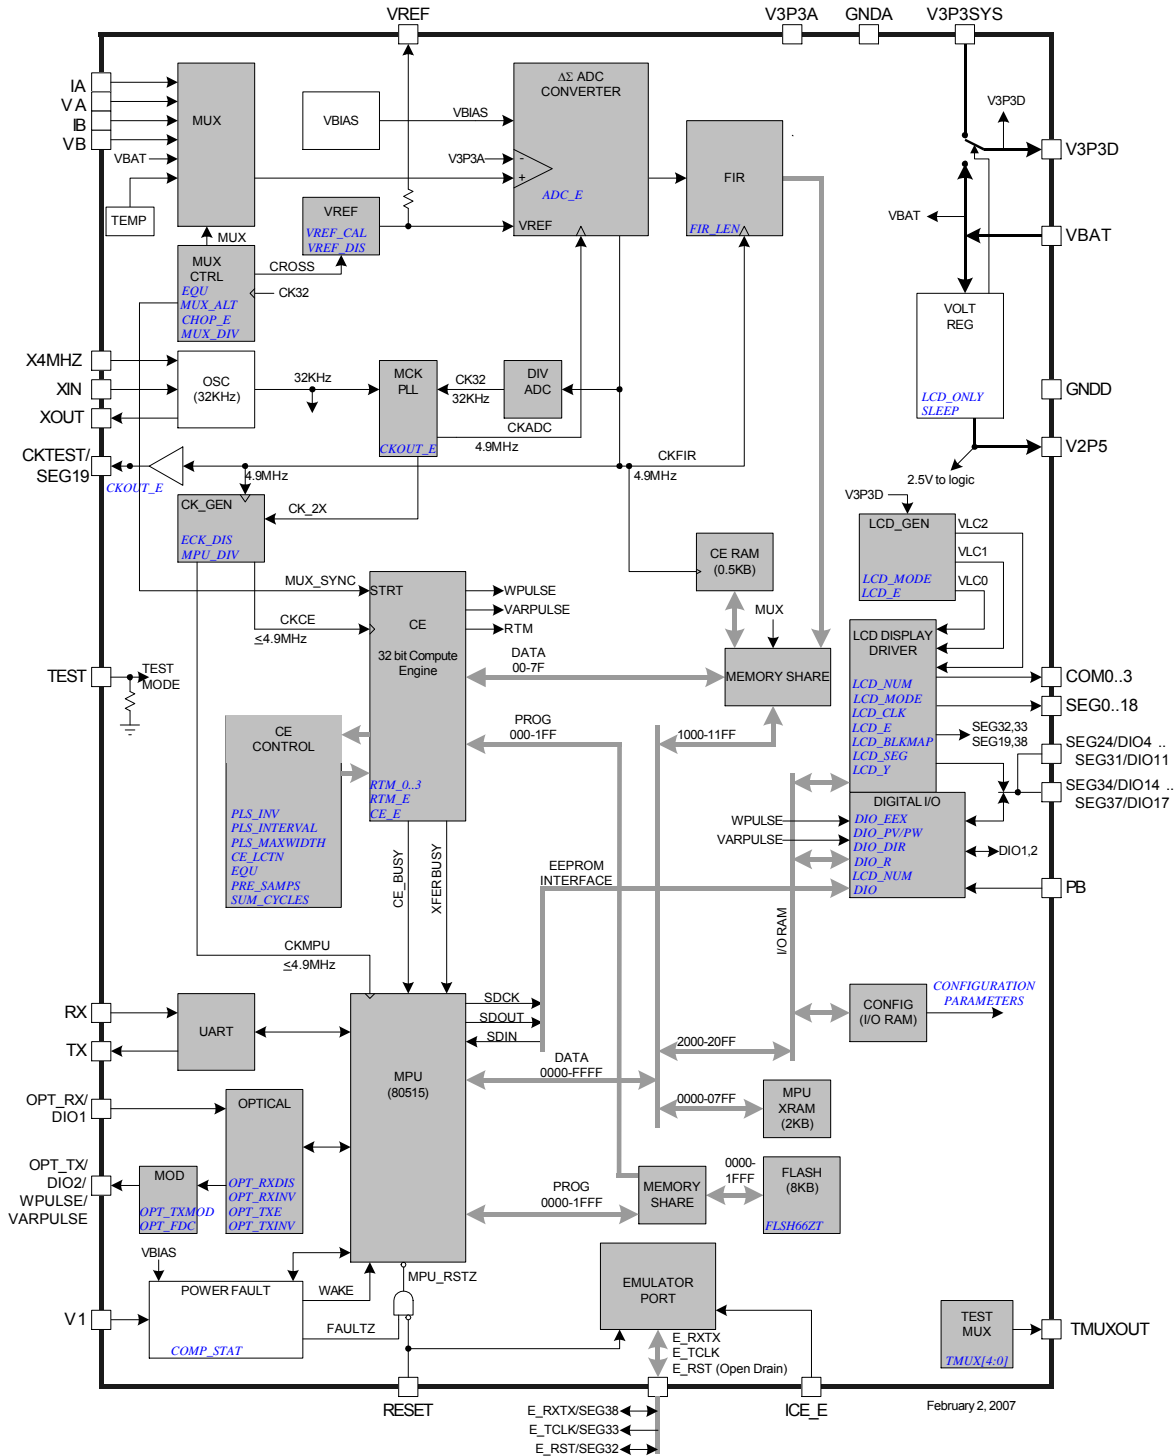 VREF
V3P3A
GNDA
V3P3SYS
IA
VA
IB
VB
VBAT
TEMP
MUX
VBIAS
VBIAS
ΔΣ ADC
CONVERTER
V3P3A
-
+
ADC_E
VREF
VREF
VREF_CAL
VREF_DIS
FIR
FIR_LEN
V3P3D
V3P3D
VBAT
VBAT
VOLT
REG
LCD_ONLY
SLEEP
GNDD
V2P5
2.5V to logic
MUX
MUX
CTRL
EQU
MUX_ALT
CHOP_E
MUX_DIV
CROSS
CK32
X4MHZ
XIN
XOUT
OSC
(32KHz)
32KHz
MCK
PLL
CKOUT_E
CK32
32KHz
DIV
ADC
CKADC
4.9MHz
CKFIR
4.9MHz
CKTEST/
SEG19
CKOUT_E
4.9MHz
CK_GEN
ECK_DIS
MPU_DIV
CK_2X
V3P3D
LCD_GEN
LCD_MODE
LCD_E
VLC2
VLC1
VLC0
CE RAM
(0.5KB)
MUX
MEMORY SHARE
MUX_SYNC
STRT
CKCE
≤4.9MHz
CE
32 bit Compute
Engine
RTM_0..3
RTM_E
CE_E
WPULSE
VARPULSE
RTM
DATA
00-7F
PROG
000-1FF
1000-11FF
TEST
TEST
MODE
CE
CONTROL
PLS_INV
PLS_INTERVAL
PLS_MAXWIDTH
CE_LCTN
EQU
PRE_SAMPS
SUM_CYCLES
LCD DISPLAY
DRIVER
LCD_NUM
LCD_MODE
LCD_CLK
LCD_E
LCD_BLKMAP
LCD_SEG
LCD_Y
COM0..3
SEG0..18
SEG32,33
SEG19,38
SEG24/DIO4 ..
SEG31/DIO11
SEG34/DIO14 ..
SEG37/DIO17
DIGITAL I/O
DIO_EEX
DIO_PV/PW
DIO_DIR
DIO_R
LCD_NUM
DIO
WPULSE
VARPULSE
DIO1,2
PB
EEPROM
INTERFACE
CE_BUSY
XFER BUSY
I/O RAM
CKMPU
≤4.9MHz
SDCK
SDOUT
SDIN
MPU
(80515)
RX
TX
UART
DATA
0000-FFFF
2000-20FF
0000-07FF
CONFIG
(I/O RAM)
CONFIGURATION
PARAMETERS
MPU
XRAM
(2KB)
OPT_RX/
DIO1
OPTICAL
OPT_RXDIS
OPT_RXINV
OPT_TXE
OPT_TXINV
OPT_TX/
DIO2/
WPULSE/
VARPULSE
MOD
OPT_TXMOD
OPT_FDC
PROG
0000-1FFF
MEMORY
SHARE
0000-
1FFF
FLASH
(8KB)
FLSH66ZT
VBIAS
V1
POWER FAULT
COMP_STAT
WAKE
FAULTZ
MPU_RSTZ
EMULATOR
PORT
E_RXTX
E_TCLK
E_RST (Open Drain)
TEST
MUX
TMUX[4:0]
TMUXOUT
RESET
ICE_E
February 2, 2007
E_RXTX/SEG38
E_TCLK/SEG33
E_RST/SEG32